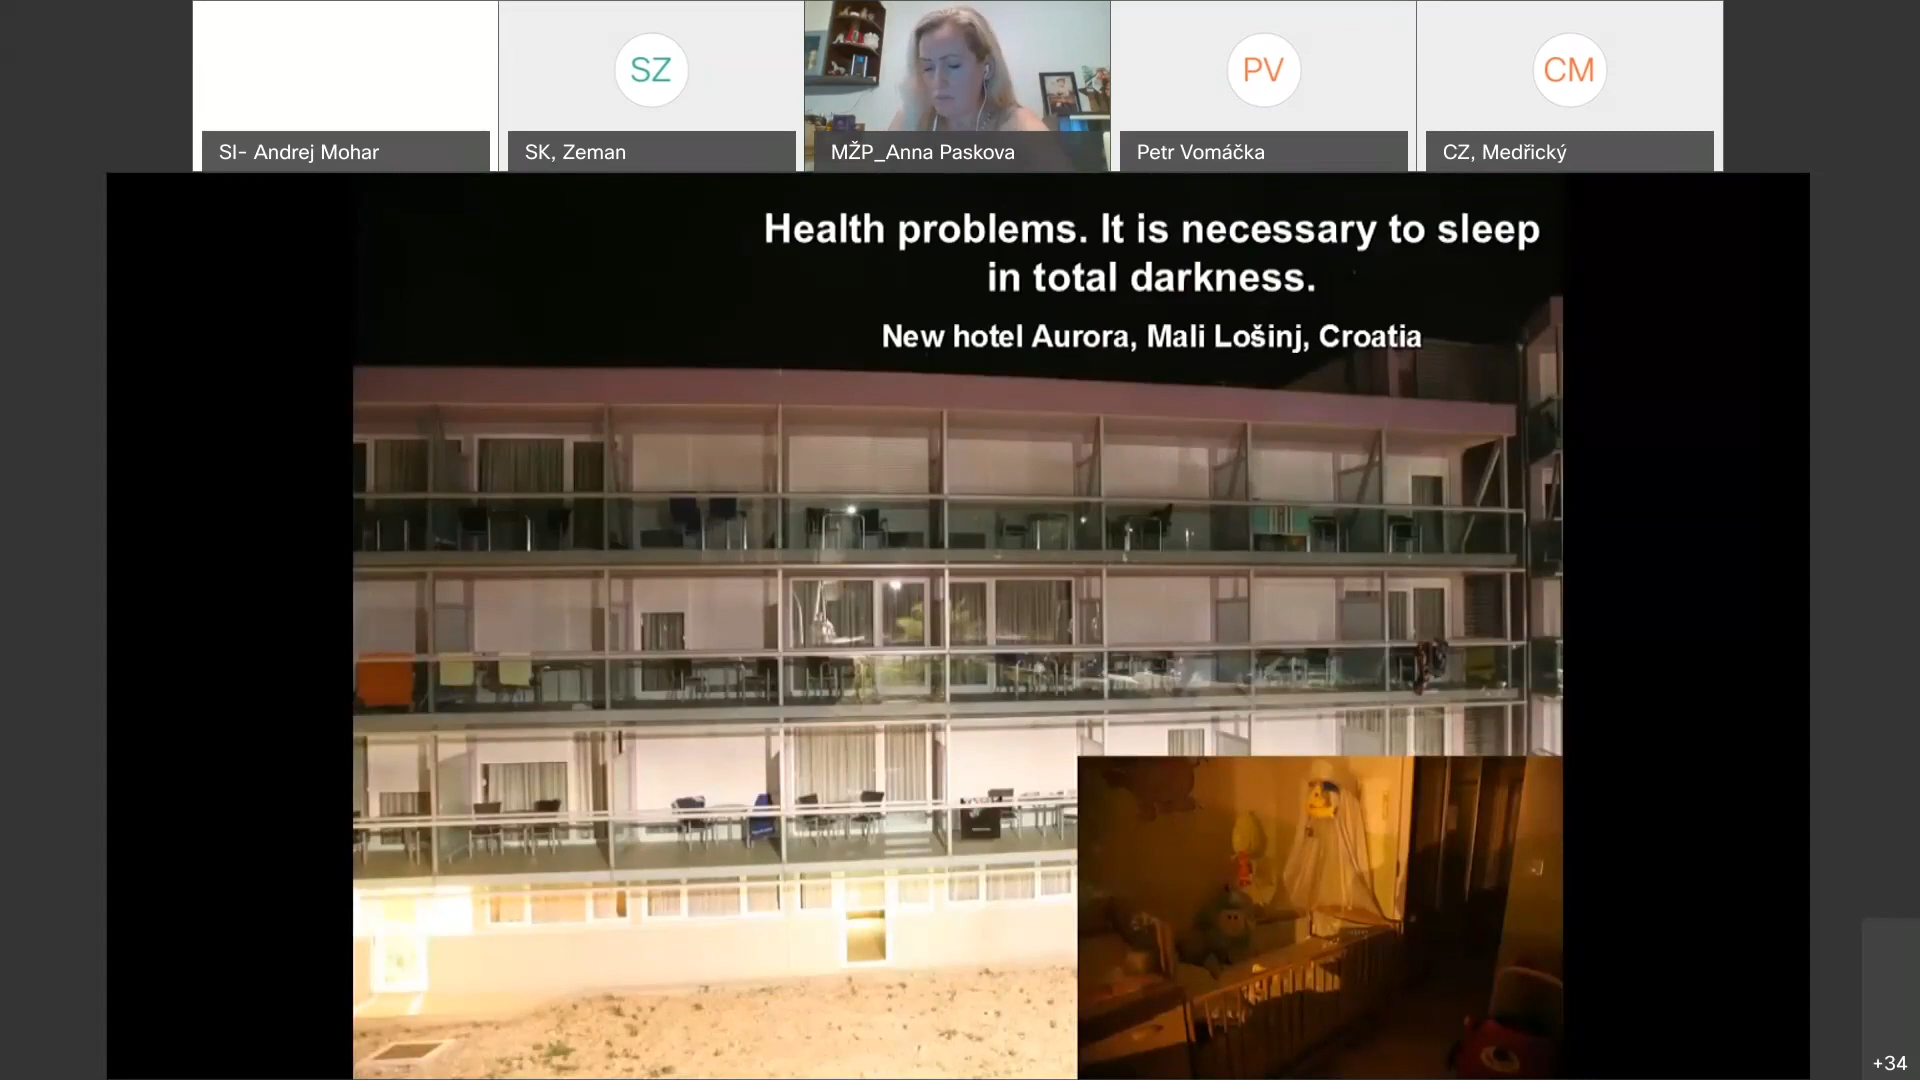 SZ
PV
CM
SI- Andrej Mohar
SK, Zeman
MŽP_Anna Paskova
Petr Vomáčka
CZ, Medřický
Health problems. It is necessary to sleep
in total darkness.
New hotel Aurora, Mali Lošinj, Croatia
+34